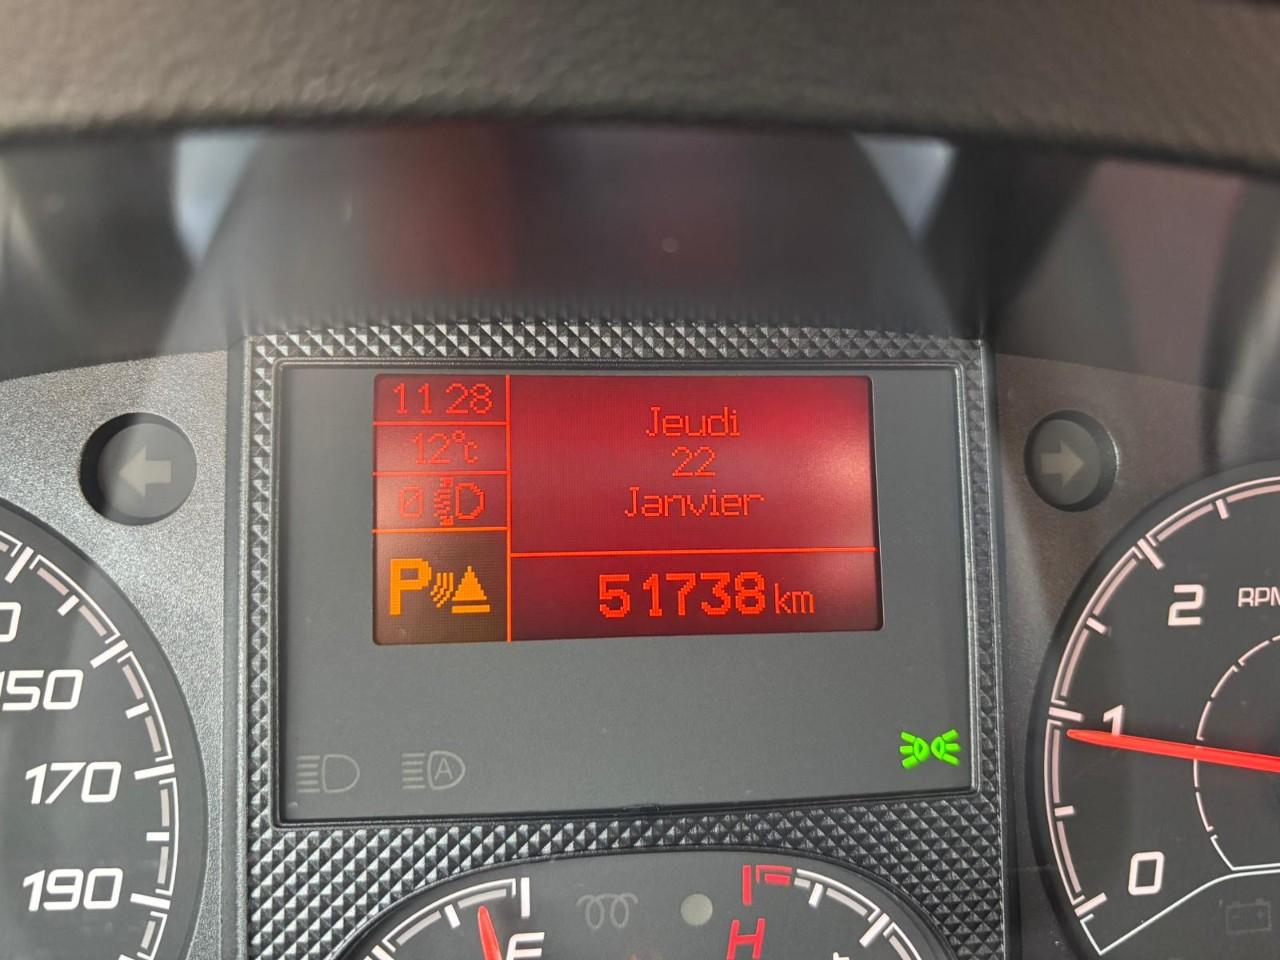 11 28
12°c
0
P
Jeudi
22
Janvier
51738 km
150
170
190
A
2
RPM
1
0
F
H